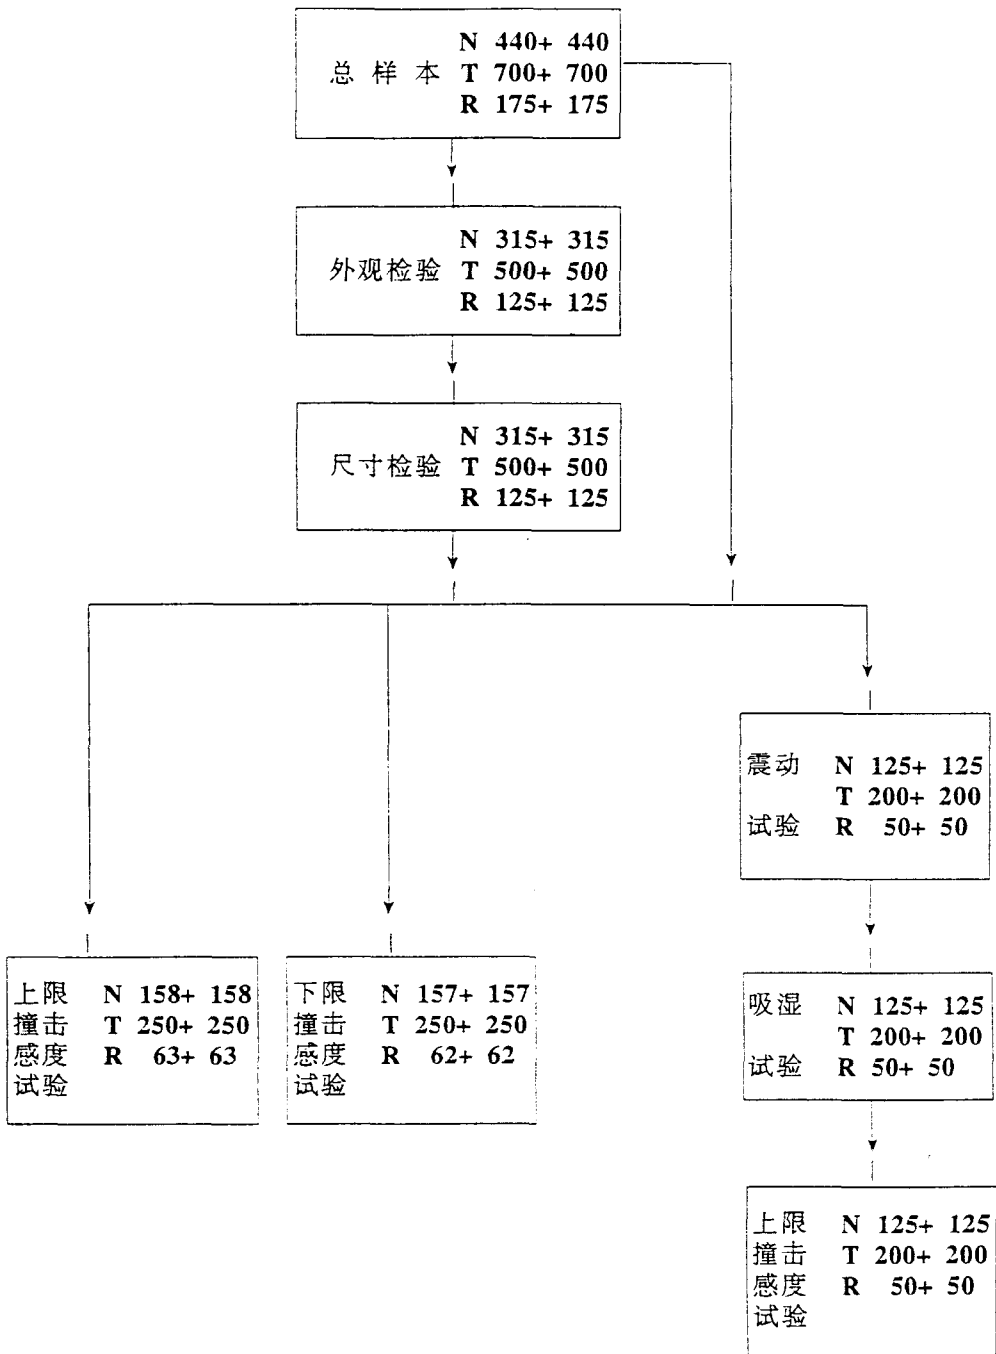 N 440+ 440
总样本 T 700+ 700
R 175+ 175
N 315+ 315
外观检验 T 500+ 500
R 125+ 125
N 315+ 315
尺寸检验 T 500+ 500
R 125+ 125
震动 N 125+ 125
T 200+ 200
试验 R 50+ 50
上限 N 158+ 158
撞击 T 250+ 250
感度 R 63+ 63
试验
下限 N 157+ 157
撞击 T 250+ 250
感度 R 62+ 62
试验
吸湿 N 125+ 125
T 200+ 200
试验 R 50+ 50
上限 N 125+ 125
撞击 T 200+ 200
感度 R 50+ 50
试验